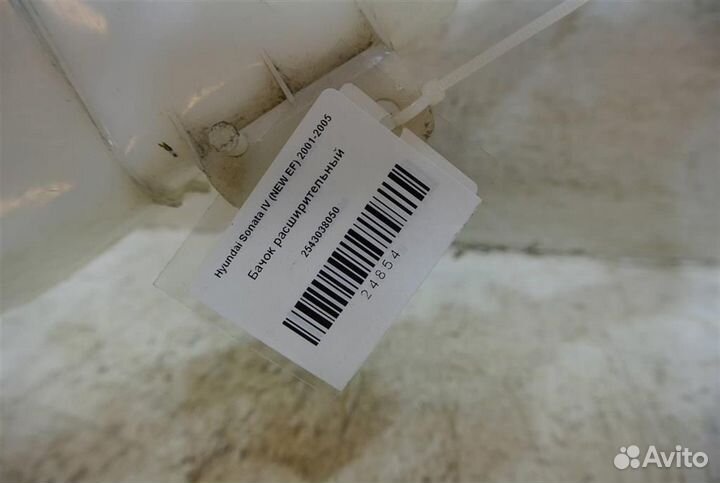 Hyundai Sonata IV (NEW EF) 2001-2005
Бачок расширительный
2543038050
24854
Avito